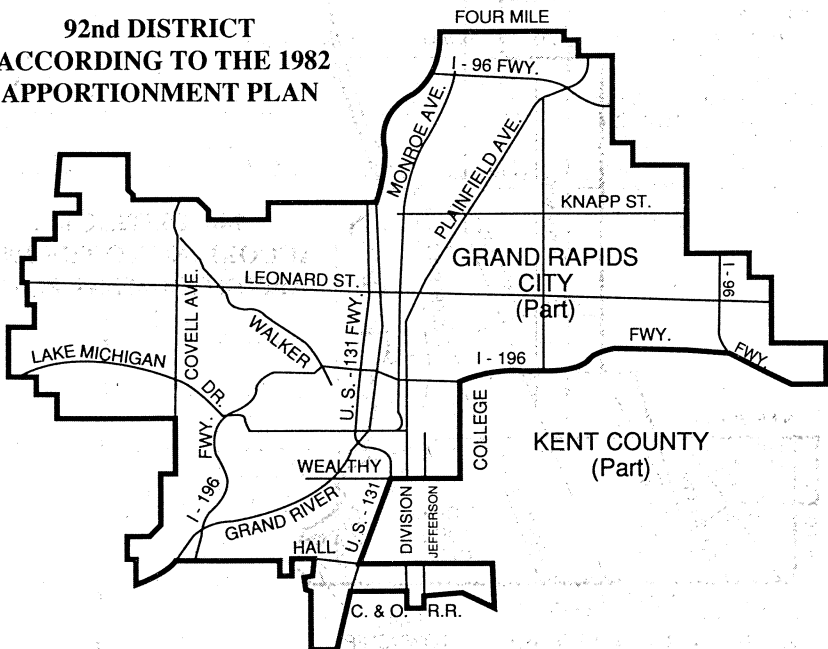 92nd DISTRICT
ACCORDING TO THE 1982
APPORTIONMENT PLAN
FOUR MILE
I - 96 FWY.
MONROE AVE.
PLAINFIELD AVE.
KNAPP ST.
GRAND RAPIDS
CITY
(Part)
I - 96
FWY.
FWY.
I - 196
LEONARD ST.
COVELL AVE.
WALKER
U. S. - 131 FWY.
LAKE MICHIGAN
DR.
FWY.
I - 196
COLLEGE
KENT COUNTY
(Part)
WEALTHY
GRAND RIVER
U. S. - 131
DIVISION
JEFFERSON
HALL
C. & O. R.R.